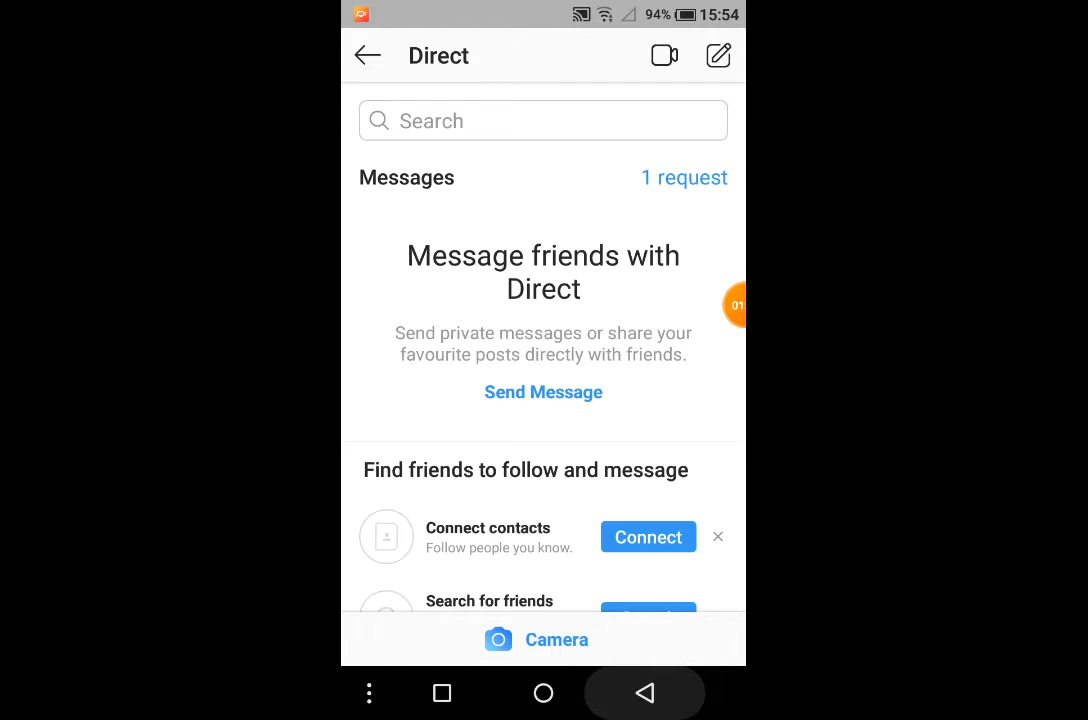 94% 15:54
Direct
Search
Messages 1 request
Message friends with
Direct
01:
Send private messages or share your
favourite posts directly with friends.
Send Message
Find friends to follow and message
Connect contacts
Follow people you know.
Connect
Search for friends
Camera